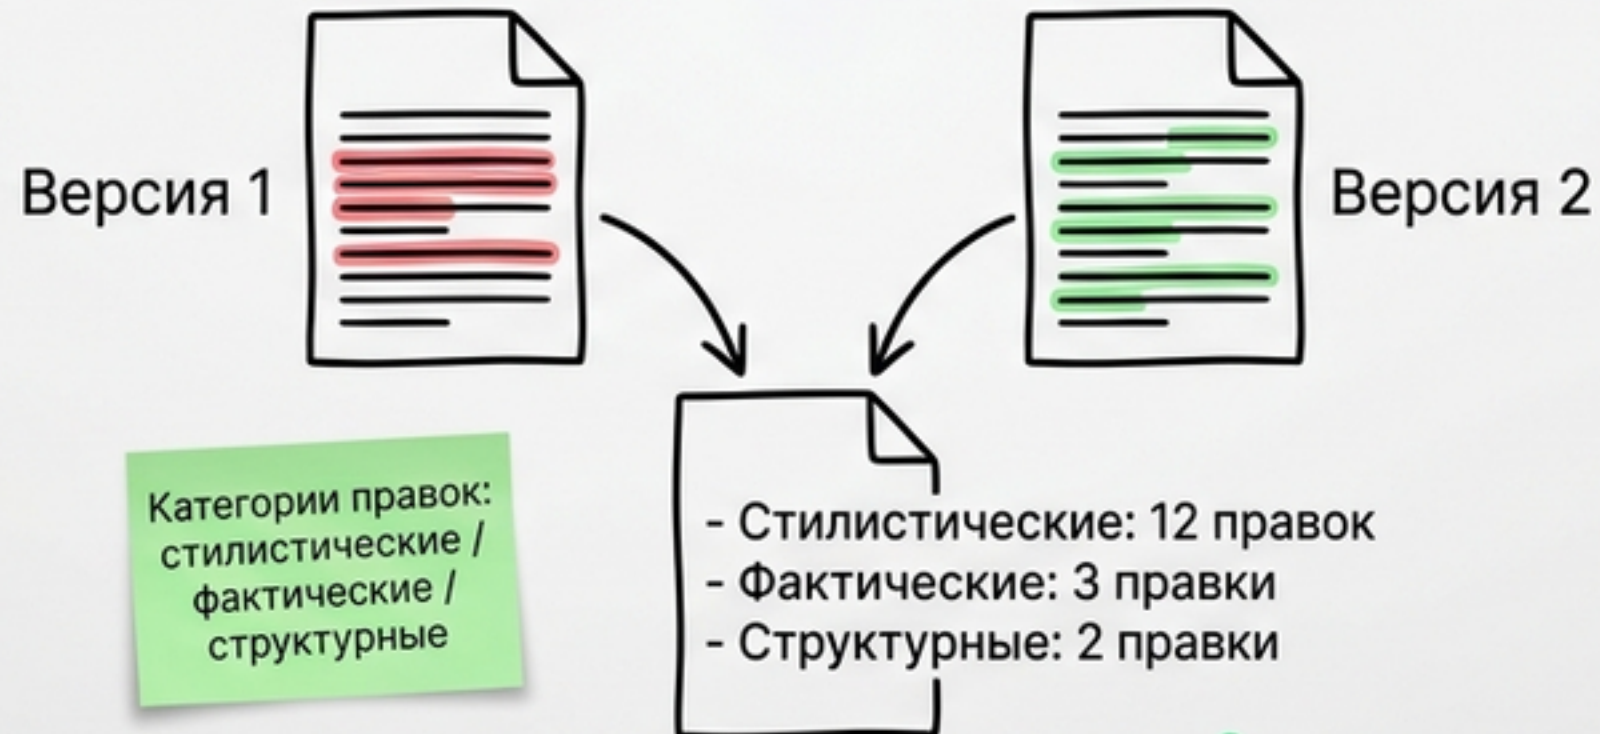 Версия 1
Версия 2
Категории правок:
стилистические /
фактические /
структурные
- Стилистические: 12 правок
- Фактические: 3 правки
- Структурные: 2 правки